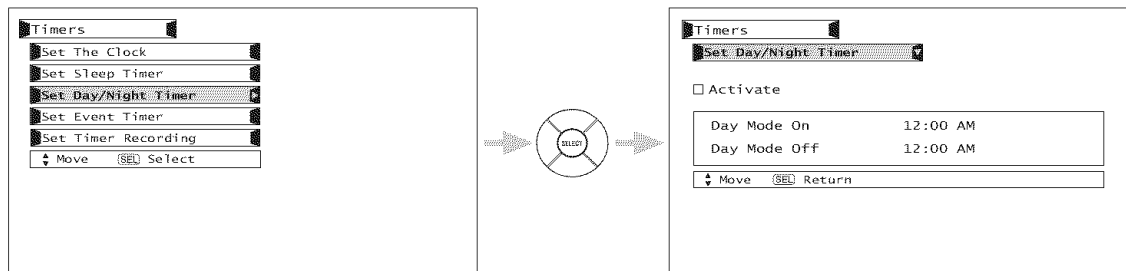 Timers
Set The Clock
Set Sleep Timer
Set Day/Night Timer
Set Event Timer
Set Timer Recording
Move SEL Select
SELECT
Timers
Set Day/Night Timer
Activate
Day Mode On 12:00 AM
Day Mode Off 12:00 AM
Move SEL Return